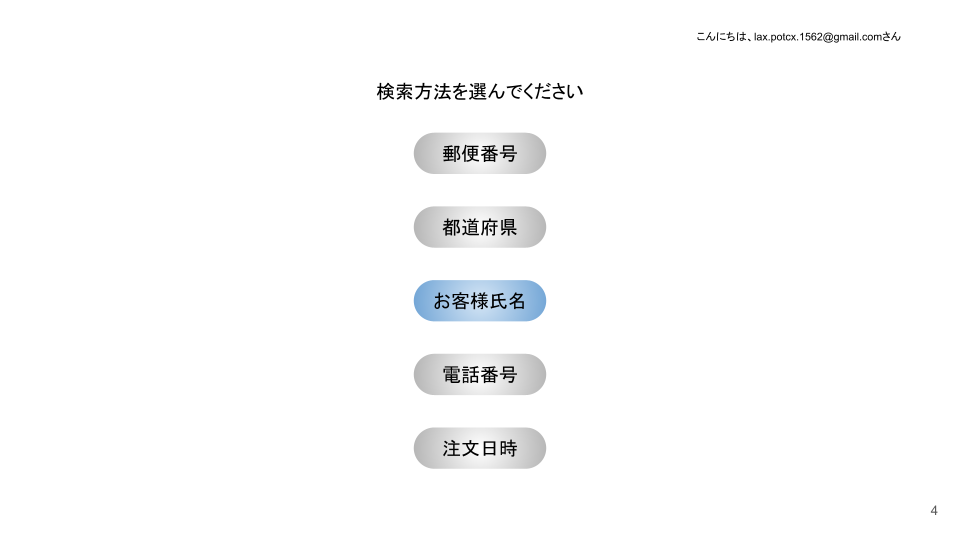 こんにちは、lax.potcx.1562@gmail.comさん
検索方法を選んでください
郵便番号
都道府県
お客様氏名
電話番号
注文日時
4